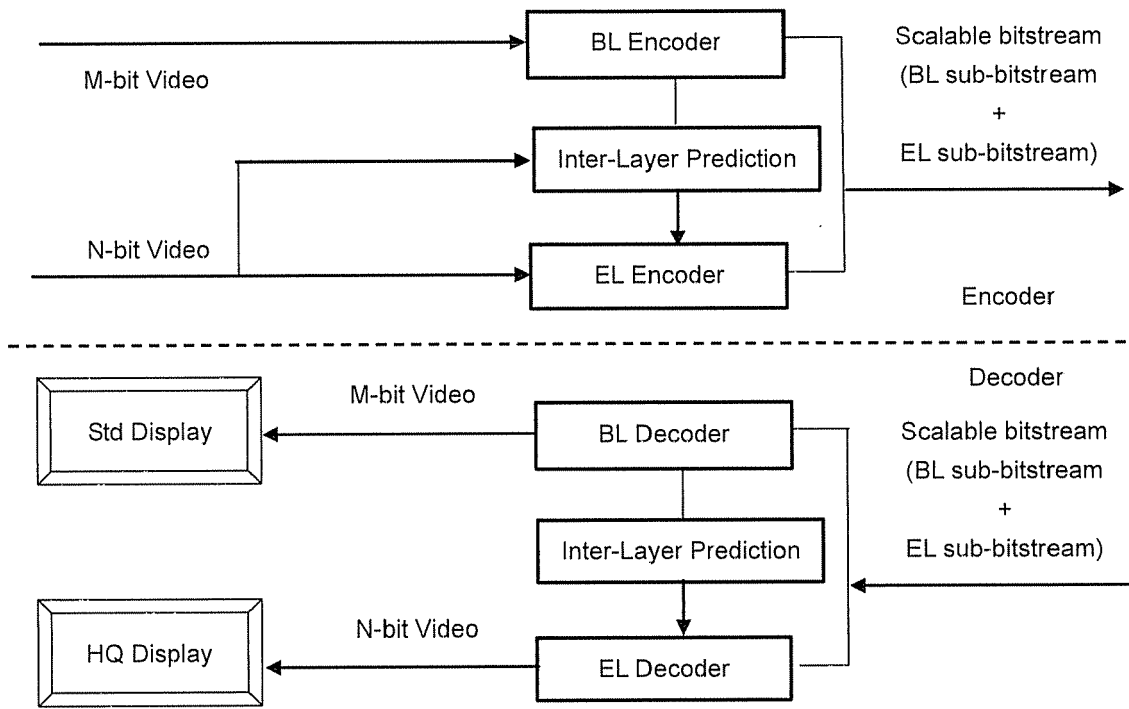 BL Encoder
M-bit Video
Scalable bitstream
(BL sub-bitstream
+
EL sub-bitstream)
Inter-Layer Prediction
N-bit Video
EL Encoder
Encoder
Decoder
Std Display
M-bit Video
BL Decoder
Scalable bitstream
(BL sub-bitstream
+
EL sub-bitstream)
Inter-Layer Prediction
HQ Display
N-bit Video
EL Decoder